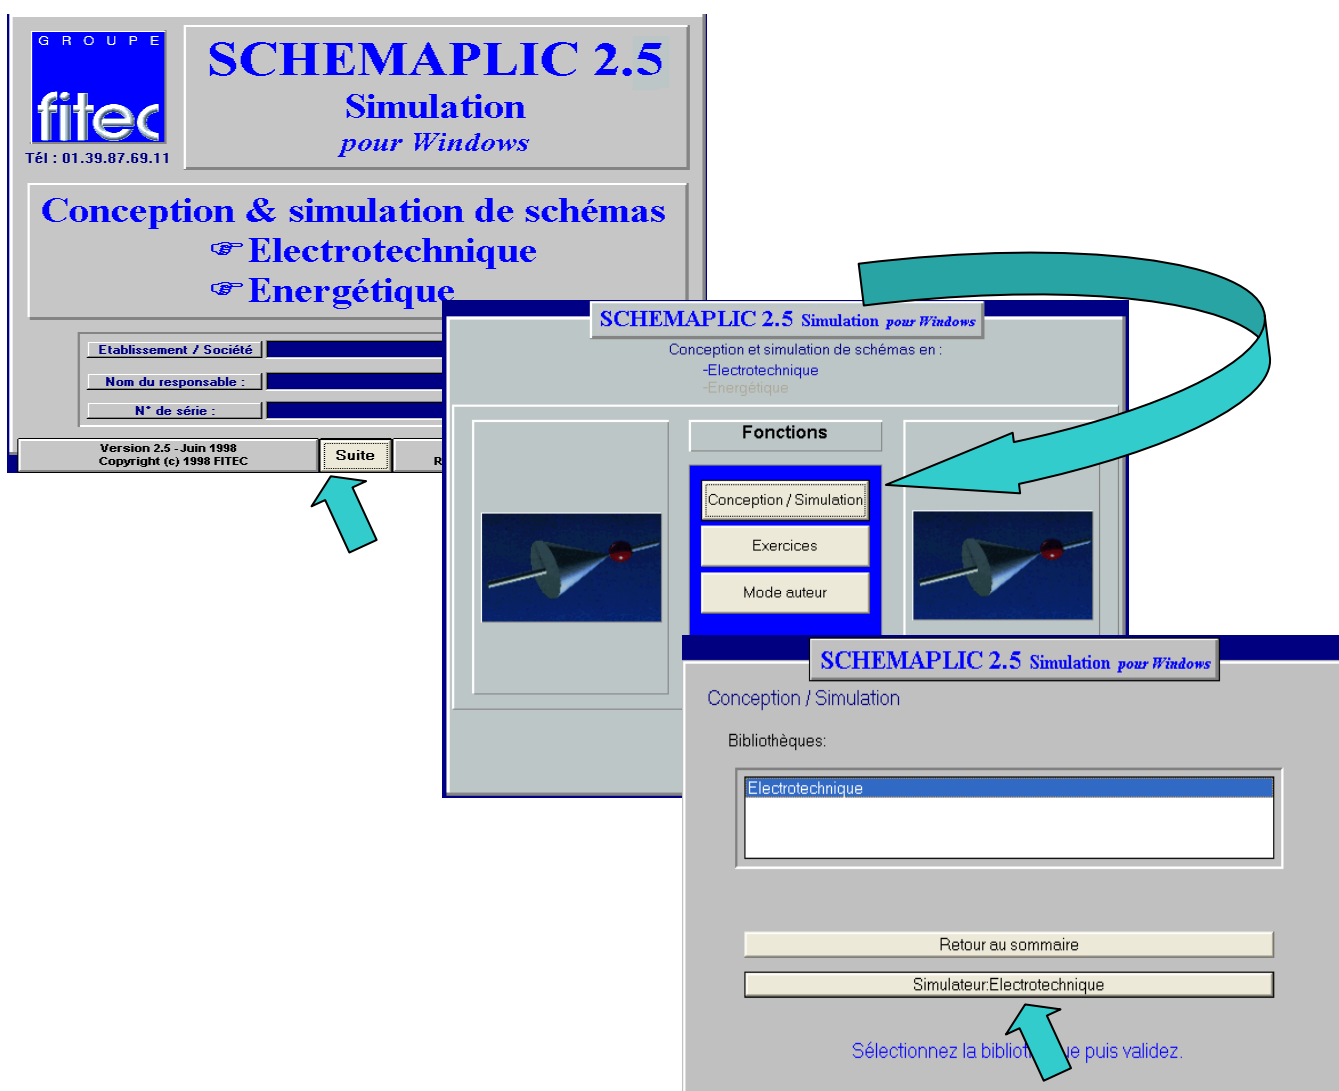 GROUPE
fitec
Tél : 01.39.87.69.11
SCHEMAPLIC 2.5
Simulation
pour Windows
Conception & simulation de schémas
☞ Electrotechnique
☞ Energétique
Etablissement / Société
Nom du responsable :
N° de série :
Version 2.5 - Juin 1998
Copyright (c) 1998 FITEC
Suite
R
SCHEMAPLIC 2.5 Simulation pour Windows
Conception et simulation de schémas en :
-Electrotechnique
-Energétique
Fonctions
Conception / Simulation
Exercices
Mode auteur
SCHEMAPLIC 2.5 Simulation pour Windows
Conception / Simulation
Bibliothèques:
Electrotechnique
Retour au sommaire
Simulateur:Electrotechnique
Sélectionnez la puis validez.